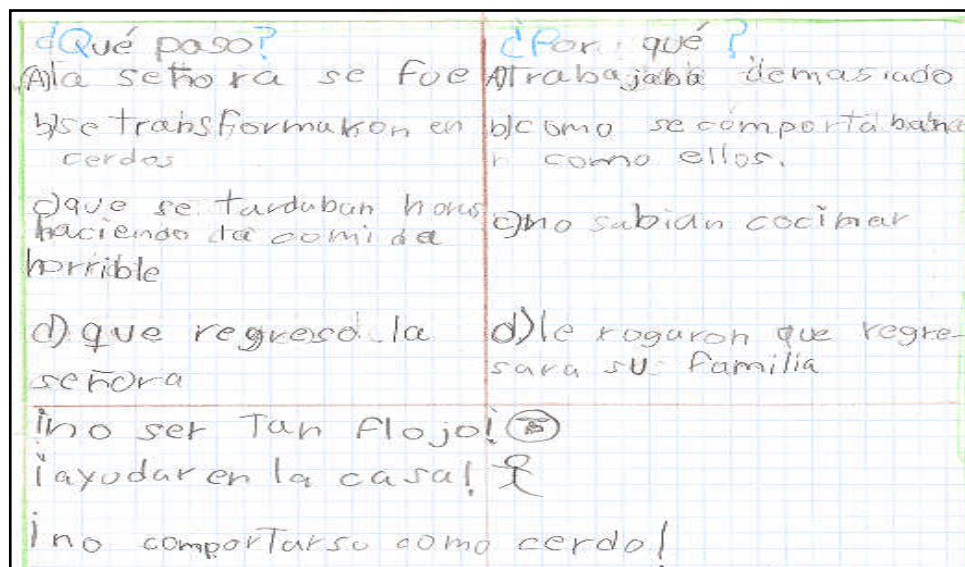 ¿Qué paso?
A)la señora se fue
b)se transformaron en
cerdos
c)que se tardaban horas
haciendo la comida
horrible
d) que regresó la
señora
¿Por qué?
A)trabajaba demasiado
b)como se comportaban
como ellos.
c)no sabian cocinar
d)le rogaron que regre-
sara su familia
¡no ser Tan flojo!
¡ayudar en la casa!
¡no comportarse como cerdo!